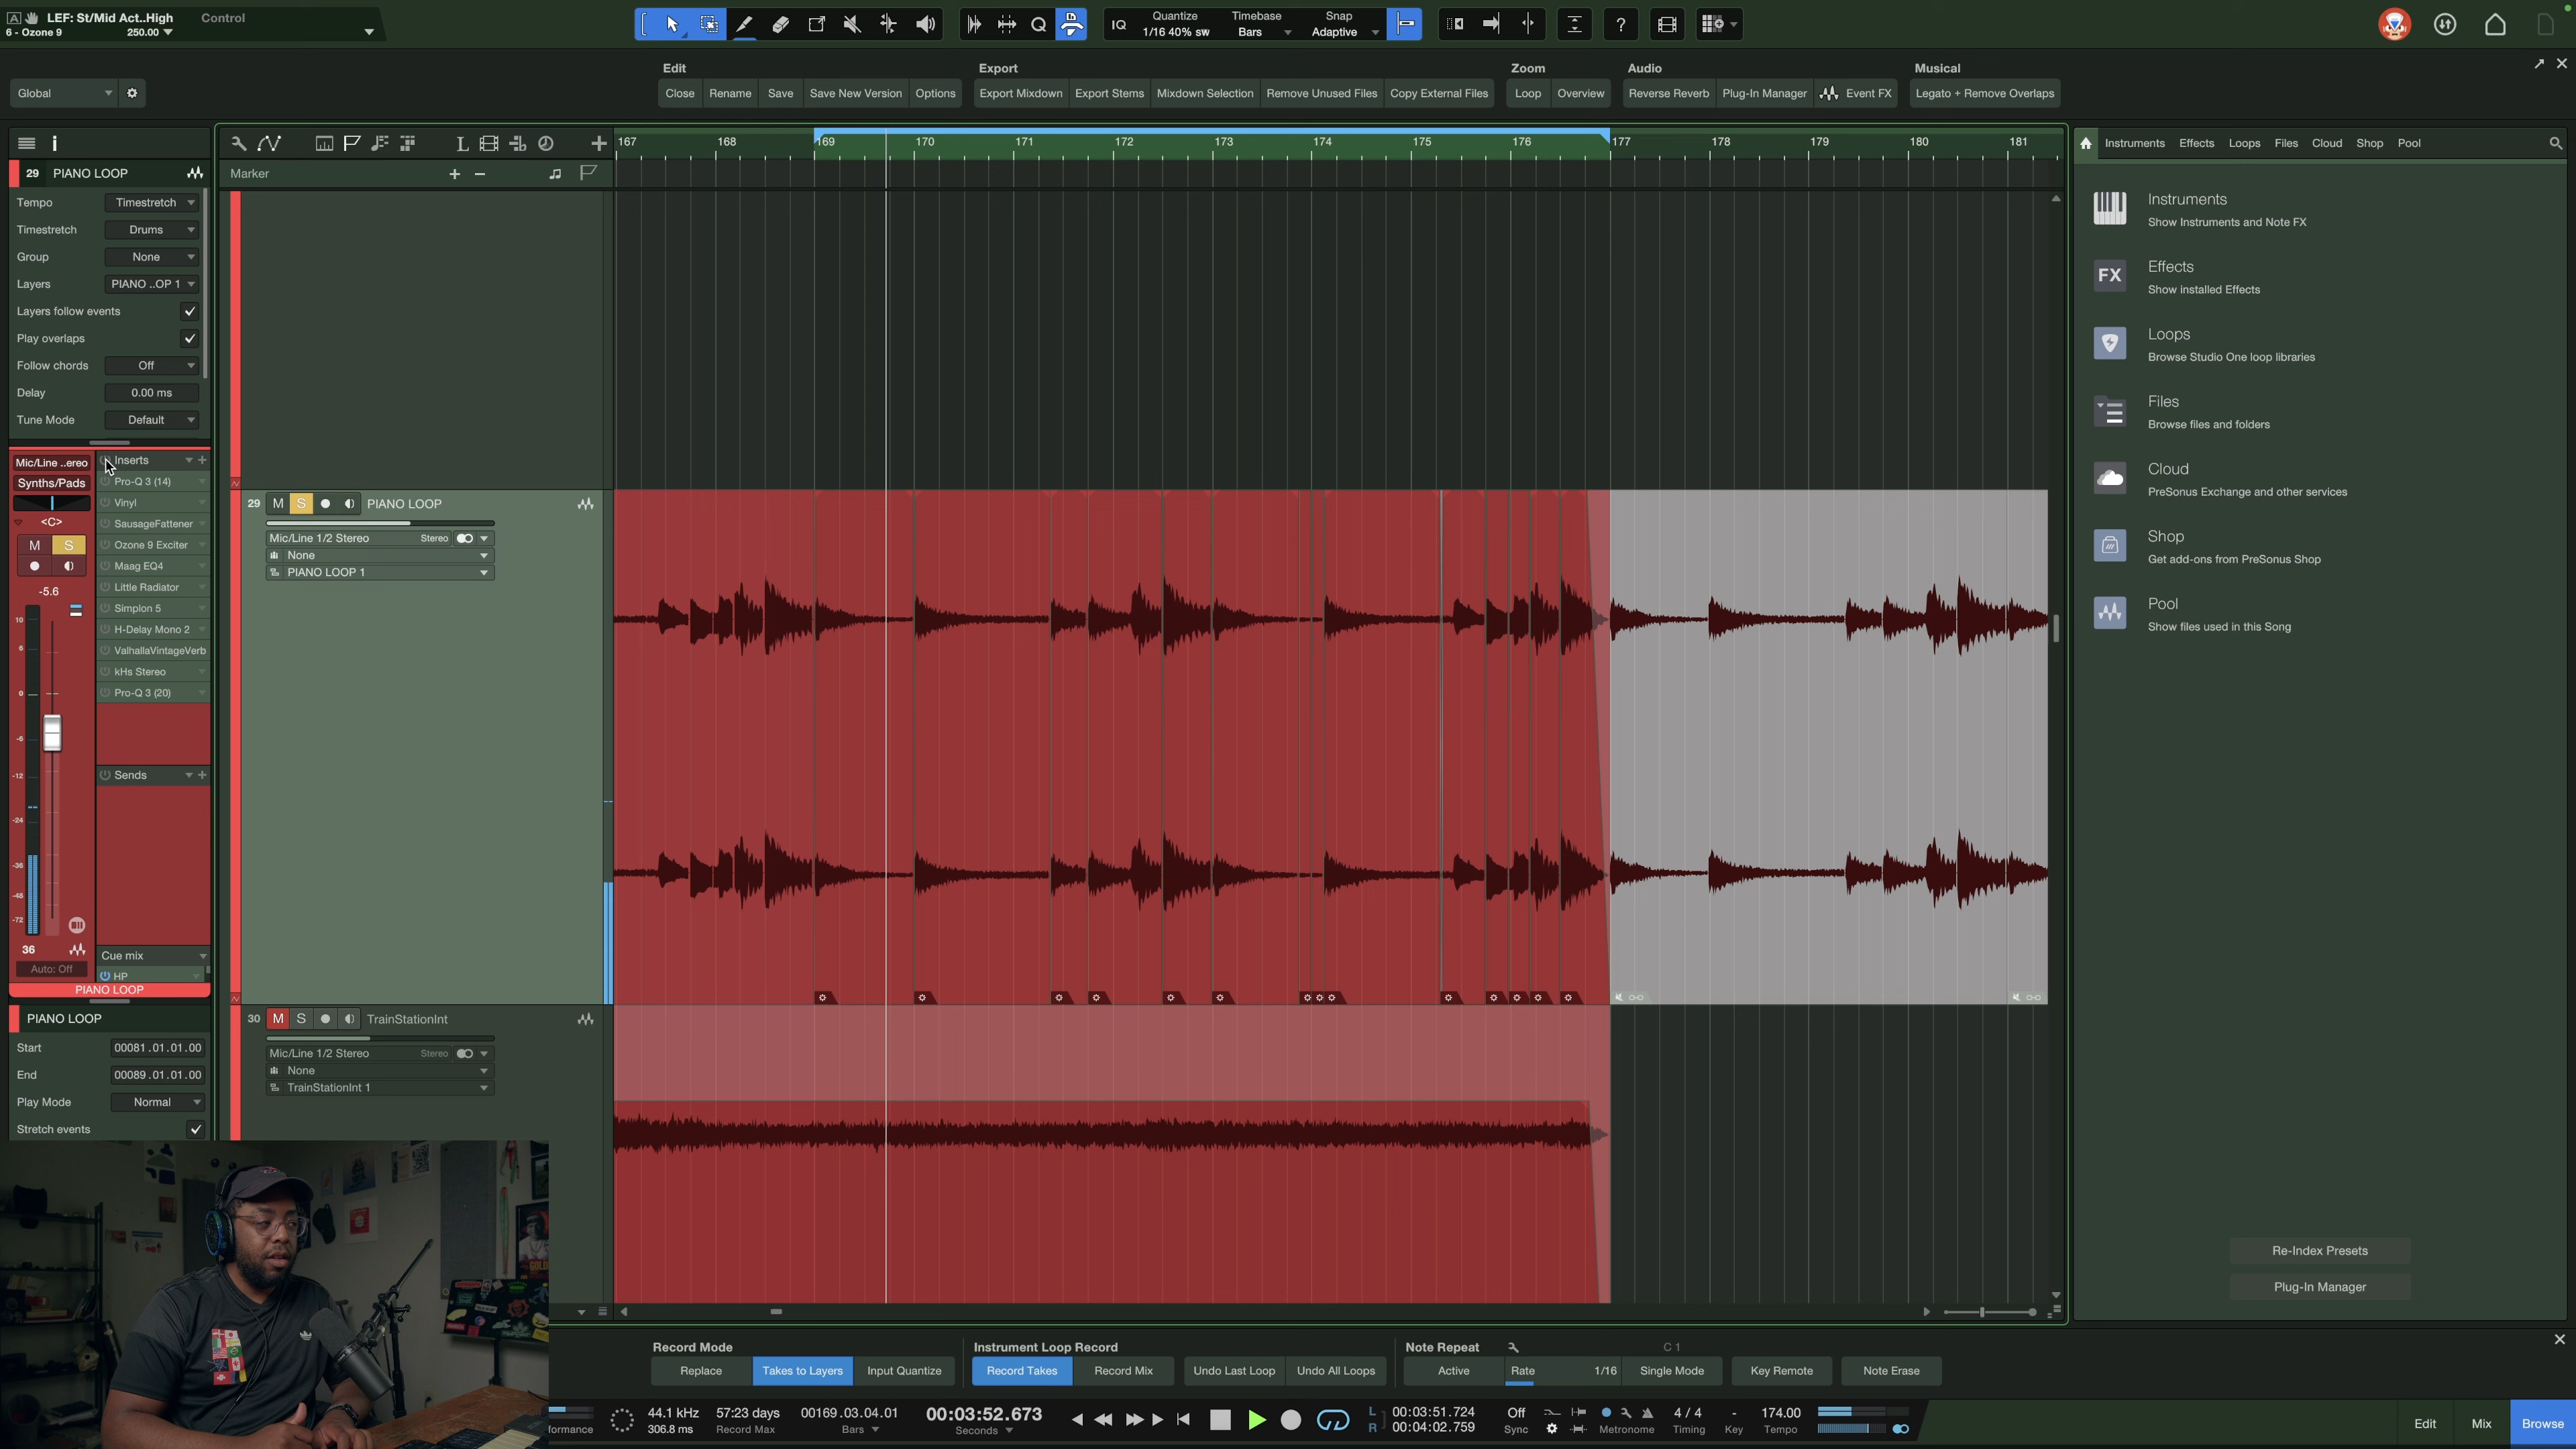 LEF: St/Mid Act..High
Control
6 - Ozone 9
250.00
IQ
Quantize
1/16 40% sw
Timebase
Bars
Snap
Adaptive
Global
Edit
Close
Rename
Save
Save New Version
Options
Export
Export Mixdown
Export Stems
Mixdown Selection
Remove Unused Files
Copy External Files
Zoom
Loop
Overview
Audio
Reverse Reverb
Plug-In Manager
Event FX
Musical
Legato + Remove Overlaps
29 PIANO LOOP
Tempo Timestretch
Timestretch Drums
Group None
Layers PIANO ..OP 1
Layers follow events
Play overlaps
Follow chords Off
Delay 0.00 ms
Tune Mode Default
Mic/Line ..ereo
Synths/Pads
<C>
M S
-5.6
10
6
0
-6
-12
-24
-36
-48
-72
36
Auto: Off
Inserts
Pro-Q 3 (14)
Vinyl
SausageFattener
Ozone 9 Exciter
Maag EQ4
Little Radiator
Simplon 5
H-Delay Mono 2
ValhallaVintageVerb
kHs Stereo
Pro-Q 3 (20)
Sends
Cue mix
HP
PIANO LOOP
PIANO LOOP
Start 00081.01.01.00
End 00089.01.01.00
Play Mode Normal
Stretch events
Marker
167 168 169 170 171 172 173 174 175 176 177 178 179 180 181
29 M S PIANO LOOP
Mic/Line 1/2 Stereo Stereo
None
PIANO LOOP 1
30 M S TrainStationInt
Mic/Line 1/2 Stereo Stereo
None
TrainStationInt 1
Instruments
Effects
Loops
Files
Cloud
Shop
Pool
Instruments
Show Instruments and Note FX
FX
Effects
Show installed Effects
Loops
Browse Studio One loop libraries
Files
Browse files and folders
Cloud
PreSonus Exchange and other services
Shop
Get add-ons from PreSonus Shop
Pool
Show files used in this Song
Re-Index Presets
Plug-In Manager
Record Mode
Replace
Takes to Layers
Input Quantize
Instrument Loop Record
Record Takes
Record Mix
Undo Last Loop
Undo All Loops
Note Repeat
C 1
Active
Rate 1/16
Single Mode
Key Remote
Note Erase
formance
44.1 kHz
306.8 ms
57:23 days
Record Max
00169.03.04.01
Bars
00:03:52.673
Seconds
L 00:03:51.724
R 00:04:02.759
Off
Sync
Metronome
4 / 4
Timing
-
Key
174.00
Tempo
Edit
Mix
Browse